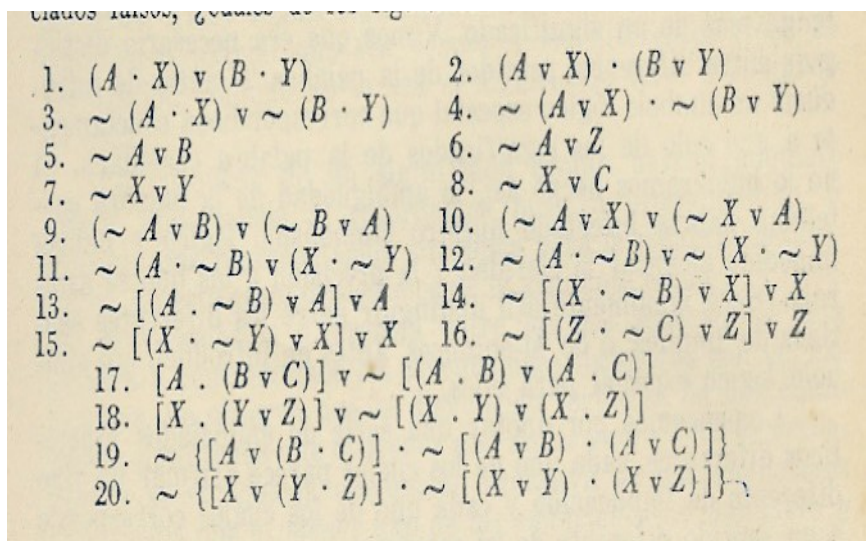 1. (A · X) v (B · Y) 2. (A v X) · (B v Y)
3. ~ (A · X) v ~ (B · Y) 4. ~ (A v X) · ~ (B v Y)
5. ~ A v B 6. ~ A v Z
7. ~ X v Y 8. ~ X v C
9. (~ A v B) v (~ B v A) 10. (~ A v X) v (~ X v A)
11. ~ (A · ~ B) v (X · ~ Y) 12. ~ (A · ~ B) v ~ (X · ~ Y)
13. ~ [(A . ~ B) v A] v A 14. ~ [(X · ~ B) v X] v X
15. ~ [(X · ~ Y) v X] v X 16. ~ [(Z · ~ C) v Z] v Z
17. [A . (B v C)] v ~ [(A . B) v (A . C)]
18. [X . (Y v Z)] v ~ [(X . Y) v (X . Z)]
19. ~ {[A v (B · C)] · ~ [(A v B) · (A v C)]}
20. ~ {[X v (Y · Z)] · ~ [(X v Y) · (X v Z)]}